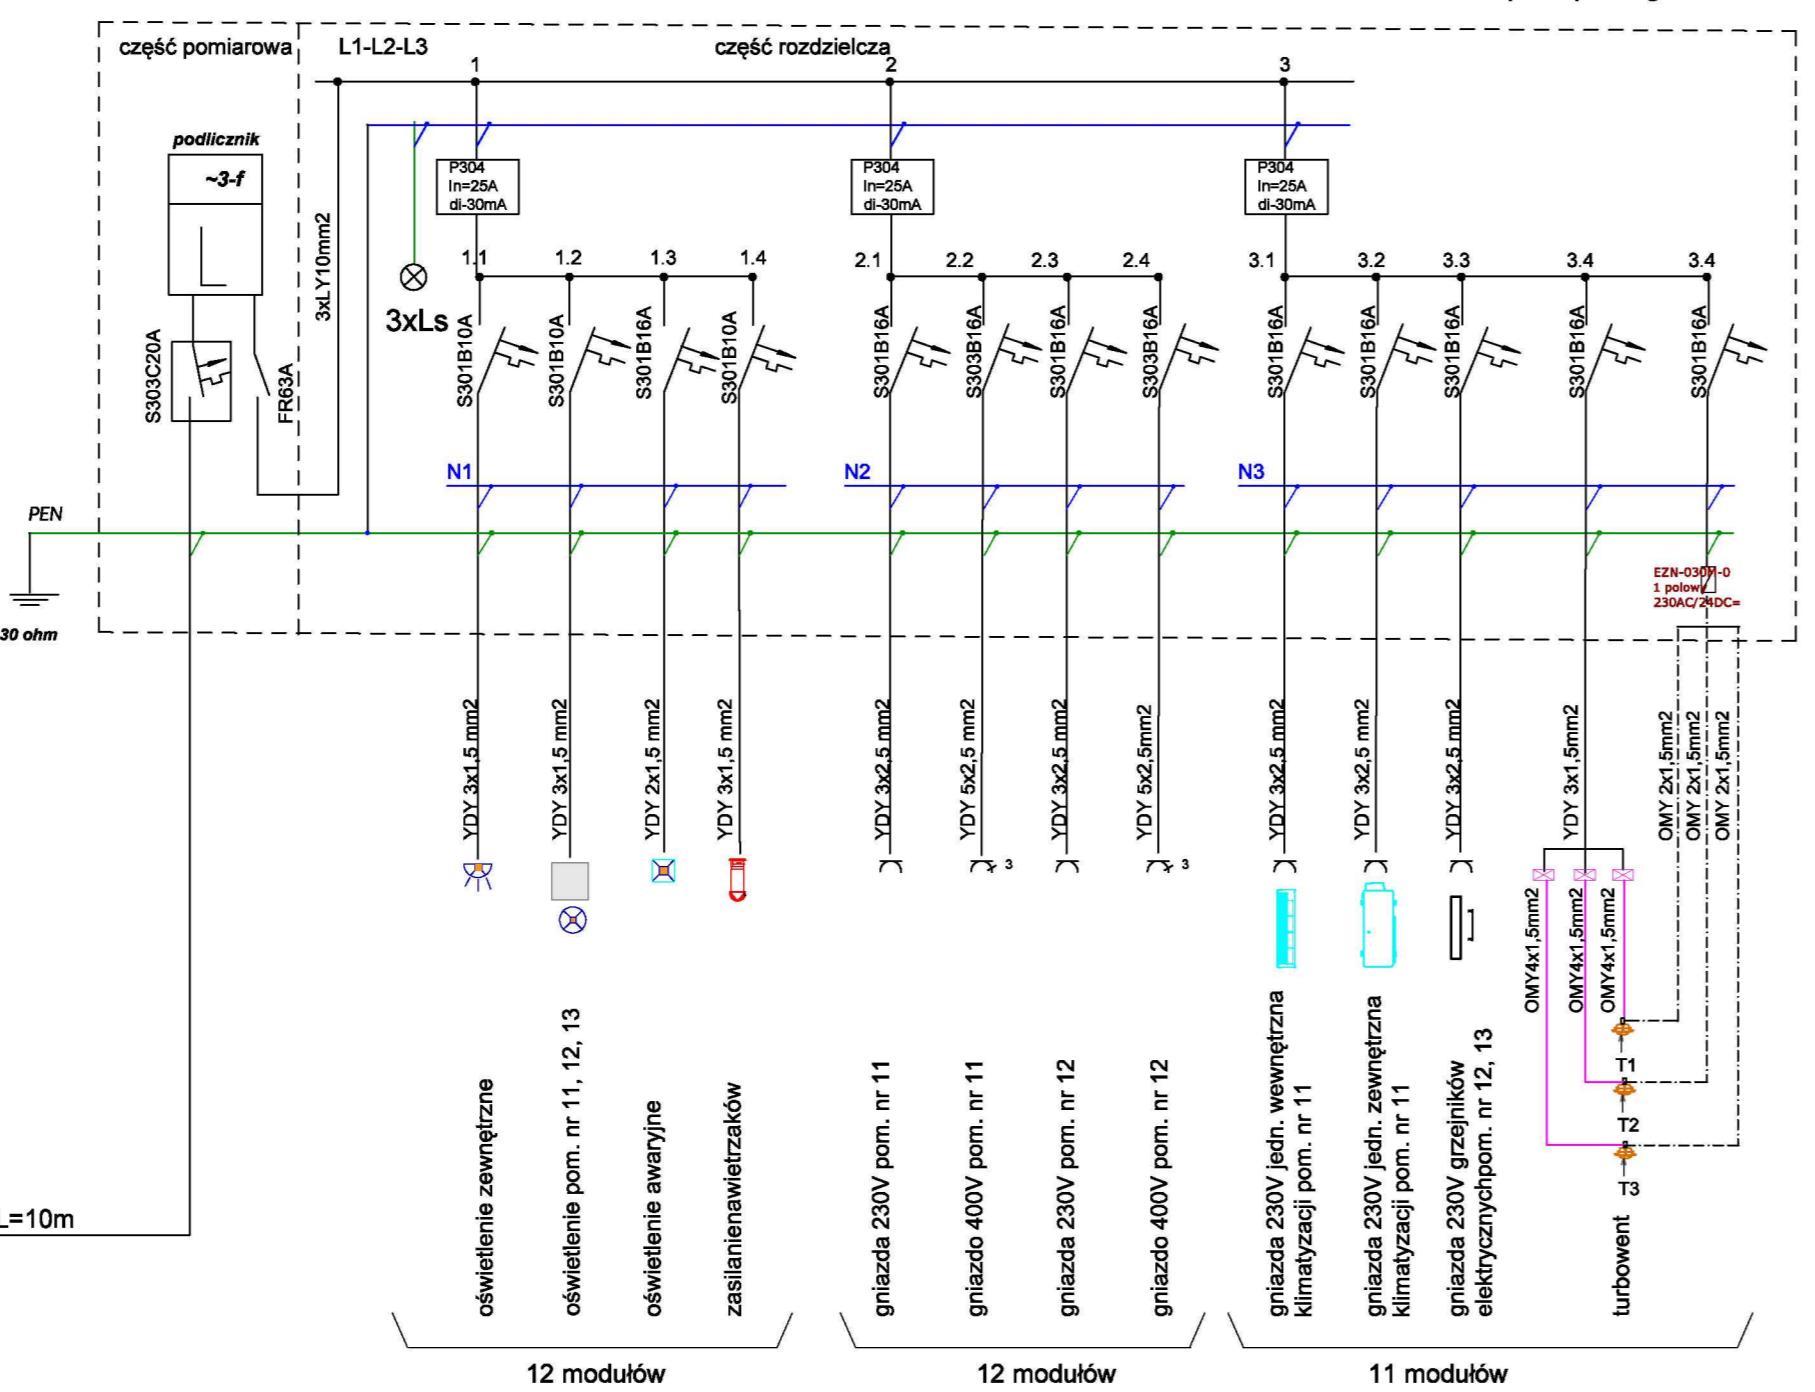 część pomiarowa
L1-L2-L3
część rozdzielcza
1
2
3
podlicznik
~3-f
3xLY10mm2
S303C20A
FR63A
3xLs
P304
In=25A
di-30mA
P304
In=25A
di-30mA
P304
In=25A
di-30mA
1.1
1.2
1.3
1.4
2.1
2.2
2.3
2.4
3.1
3.2
3.3
3.4
3.4
S301B10A
S301B10A
S301B16A
S301B10A
S301B16A
S303B16A
S301B16A
S303B16A
S301B16A
S301B16A
S301B16A
S301B16A
S301B16A
N1
N2
N3
PEN
30 ohm
EZN-030M-0
1 polowy
230AC/24DC=
YDY 3x1,5 mm2
YDY 3x1,5 mm2
YDY 2x1,5 mm2
YDY 3x1,5 mm2
YDY 3x2,5 mm2
YDY 5x2,5 mm2
YDY 3x2,5 mm2
YDY 5x2,5mm2
YDY 3x2,5 mm2
YDY 3x2,5 mm2
YDY 3x2,5 mm2
YDY 3x1,5mm2
OMY 2x1,5mm2
OMY 2x1,5mm2
OMY 2x1,5mm2
3
3
OMY4x1,5mm2
OMY4x1,5mm2
OMY4x1,5mm2
T1
T2
T3
L=10m
oświetlenie zewnętrzne
oświetlenie pom. nr 11, 12, 13
oświetlenie awaryjne
zasilanienawietrzaków
gniazda 230V pom. nr 11
gniazdo 400V pom. nr 11
gniazda 230V pom. nr 12
gniazdo 400V pom. nr 12
gniazda 230V jedn. wewnętrzna
klimatyzacji pom. nr 11
gniazda 230V jedn. zewnętrzna
klimatyzacji pom. nr 11
gniazda 230V grzejników
elektrycznychpom. nr 12, 13
turbowent
12 modułów
12 modułów
11 modułów